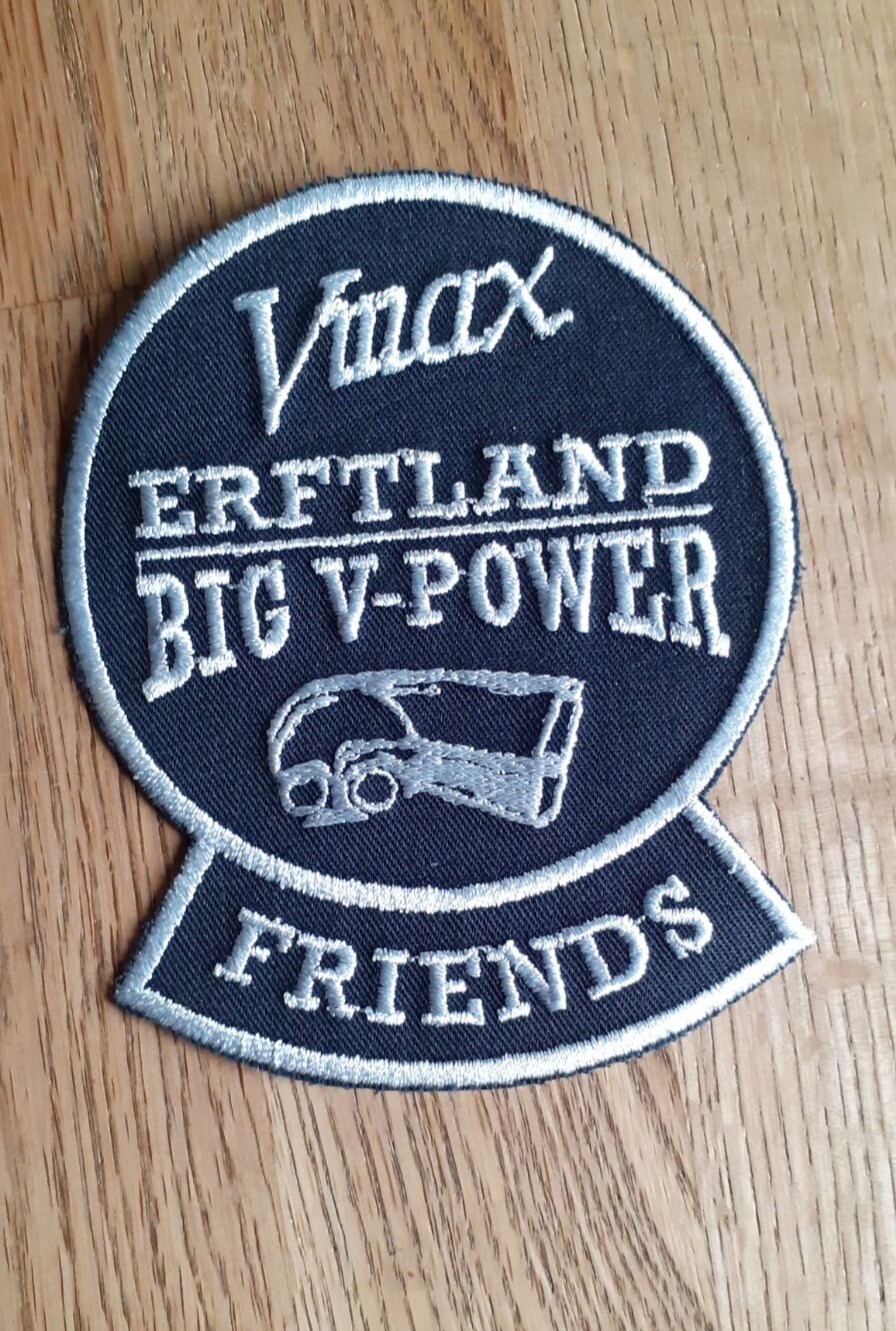 Vmax
ERFTLAND
BIG V-POWER
FRIENDS